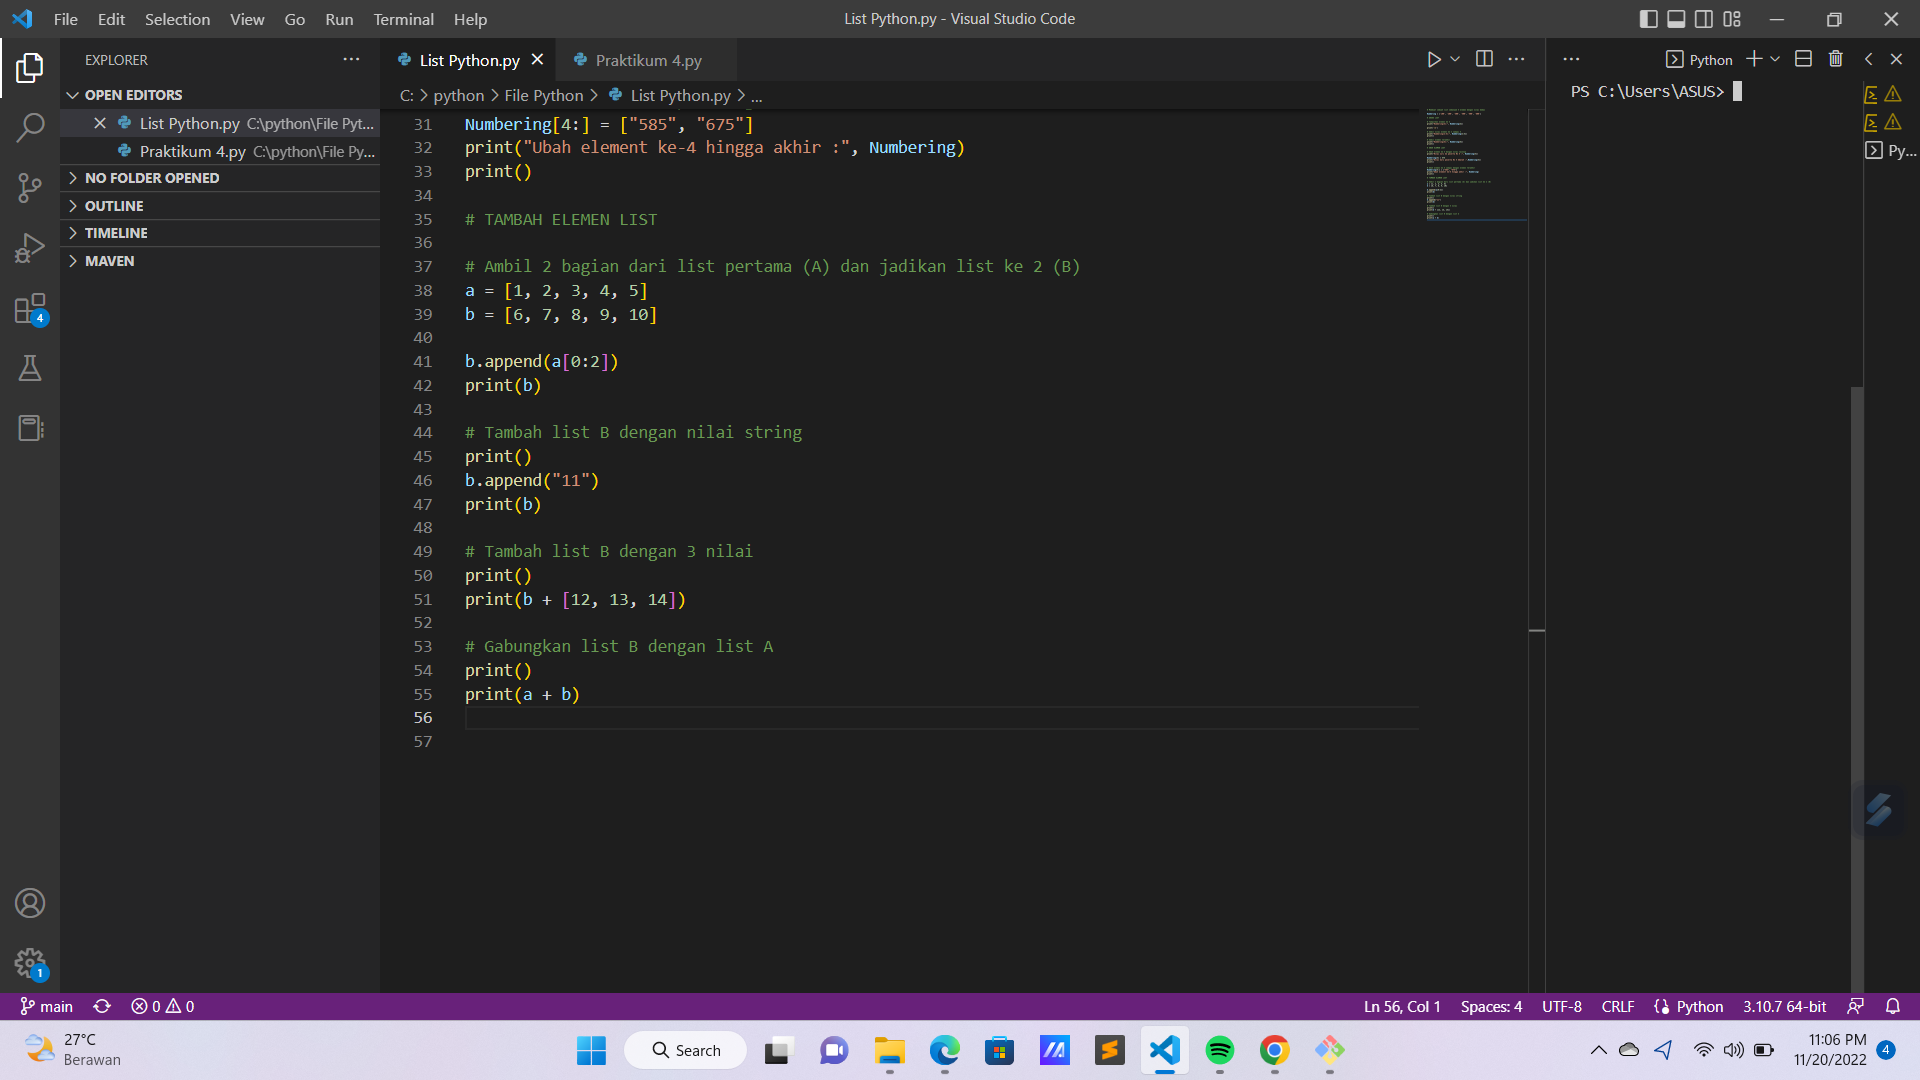 File Edit Selection View Go Run Terminal Help
List Python.py - Visual Studio Code
EXPLORER
OPEN EDITORS
List Python.py C:\python\File Pyt...
Praktikum 4.py C:\python\File Py...
NO FOLDER OPENED
OUTLINE
TIMELINE
MAVEN
4
1
List Python.py
Praktikum 4.py
C: > python > File Python > List Python.py > ...
31 Numbering[4:] = ["585", "675"]
32 print("Ubah element ke-4 hingga akhir :", Numbering)
33 print()
34
35 # TAMBAH ELEMEN LIST
36
37 # Ambil 2 bagian dari list pertama (A) dan jadikan list ke 2 (B)
38 a = [1, 2, 3, 4, 5]
39 b = [6, 7, 8, 9, 10]
40
41 b.append(a[0:2])
42 print(b)
43
44 # Tambah list B dengan nilai string
45 print()
46 b.append("11")
47 print(b)
48
49 # Tambah list B dengan 3 nilai
50 print()
51 print(b + [12, 13, 14])
52
53 # Gabungkan list B dengan list A
54 print()
55 print(a + b)
56
57
Python
PS C:\Users\ASUS>
Py...
main 0 0
Ln 56, Col 1 Spaces: 4 UTF-8 CRLF Python 3.10.7 64-bit
27°C
Berawan
Search
11:06 PM
11/20/2022
4